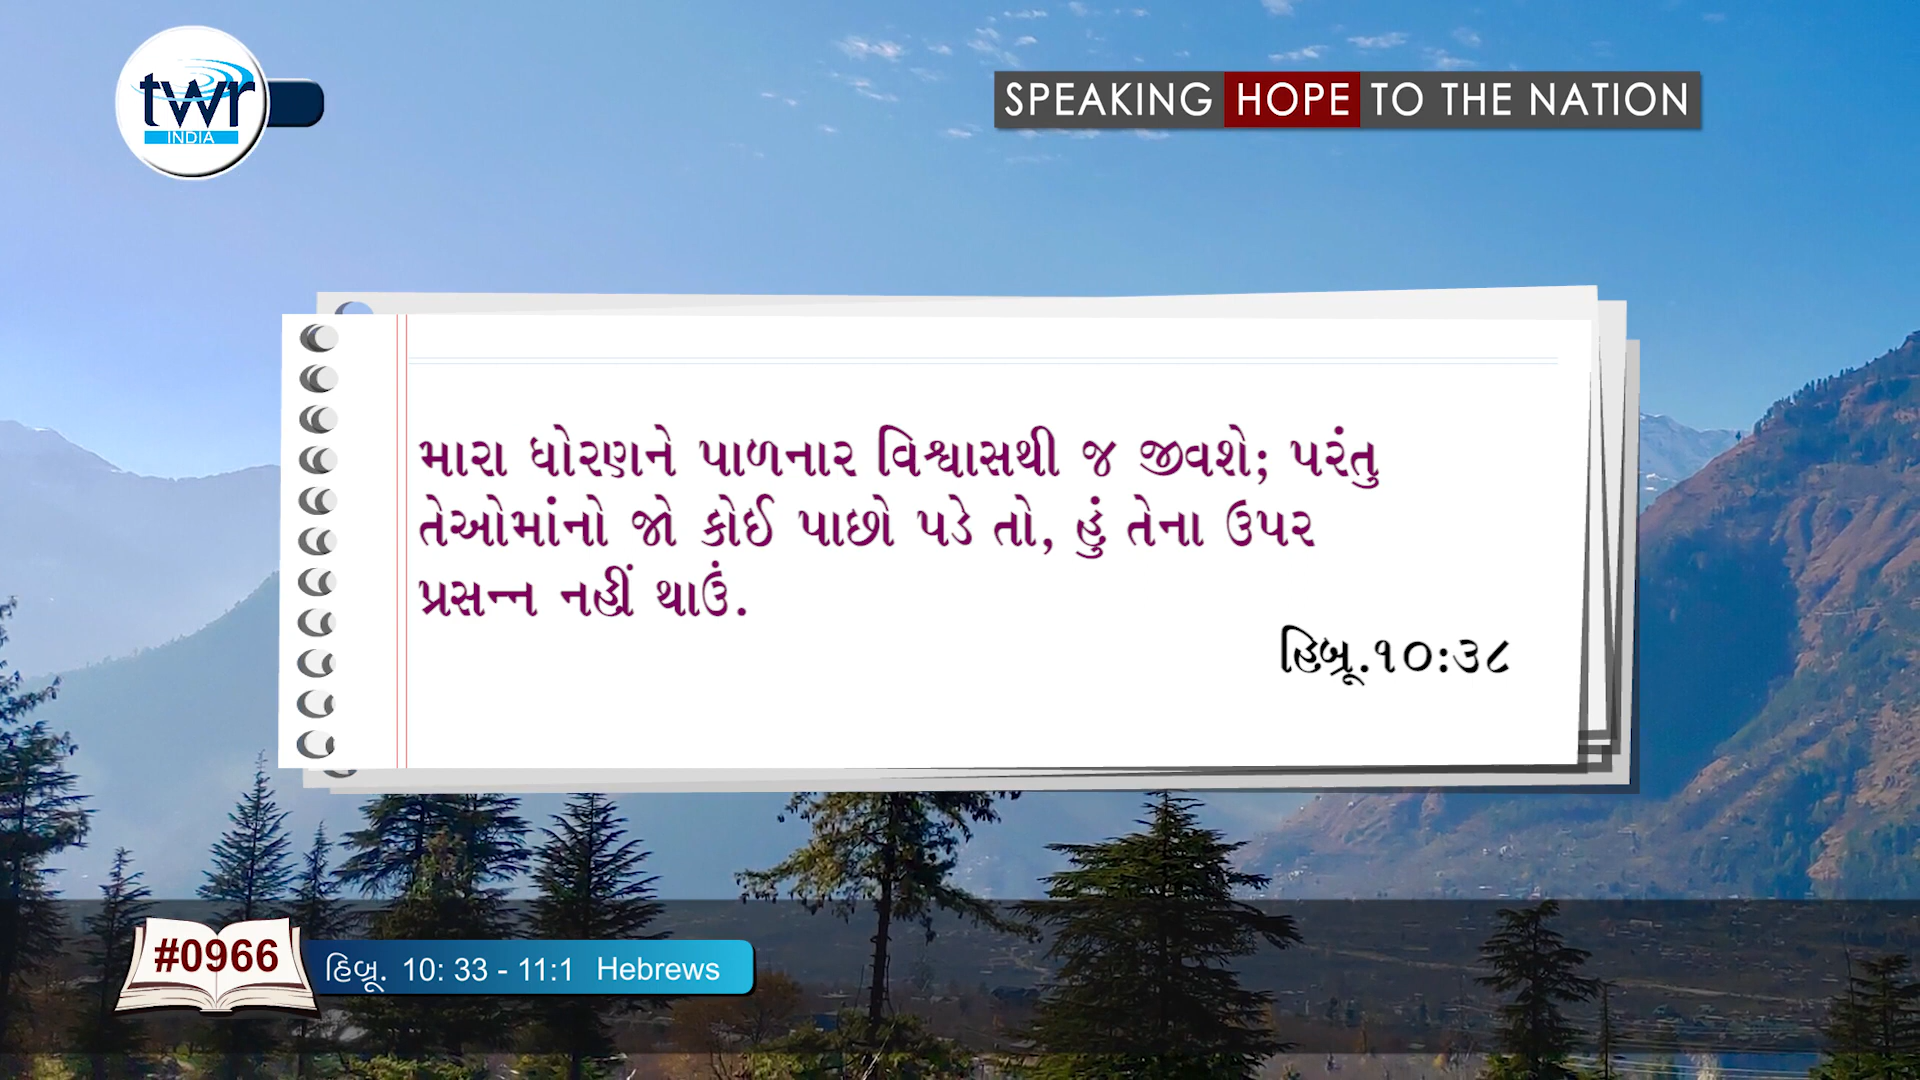 twr
INDIA
SPEAKING HOPE TO THE NATION
મારા ધોરણને પાળનાર વિશ્વાસથી જ જીવશે; પરંતુ
તેઓમાંનો જો કોઈ પાછો પડે તો, હું તેના ઉપર
પ્રસન્ન નહીં થાઉં.
હિબ્રૂ.૧૦:૩૮
#0966
હિબ્રૂ. 10: 33 - 11:1 Hebrews